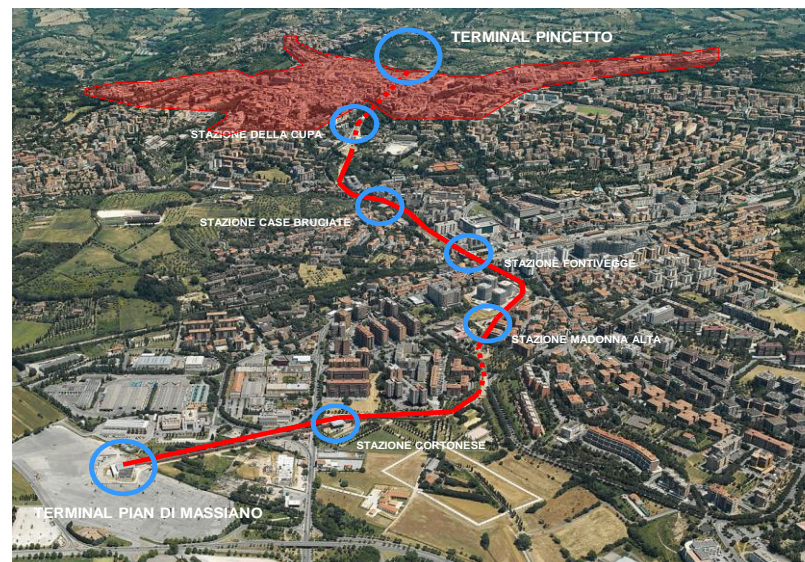 TERMINAL PINCETTO
STAZIONE DELLA CUPA
STAZIONE CASE BRUCIATE
STAZIONE FONTIVEGGE
STAZIONE MADONNA ALTA
STAZIONE CORTONESE
TERMINAL PIAN DI MASSIANO